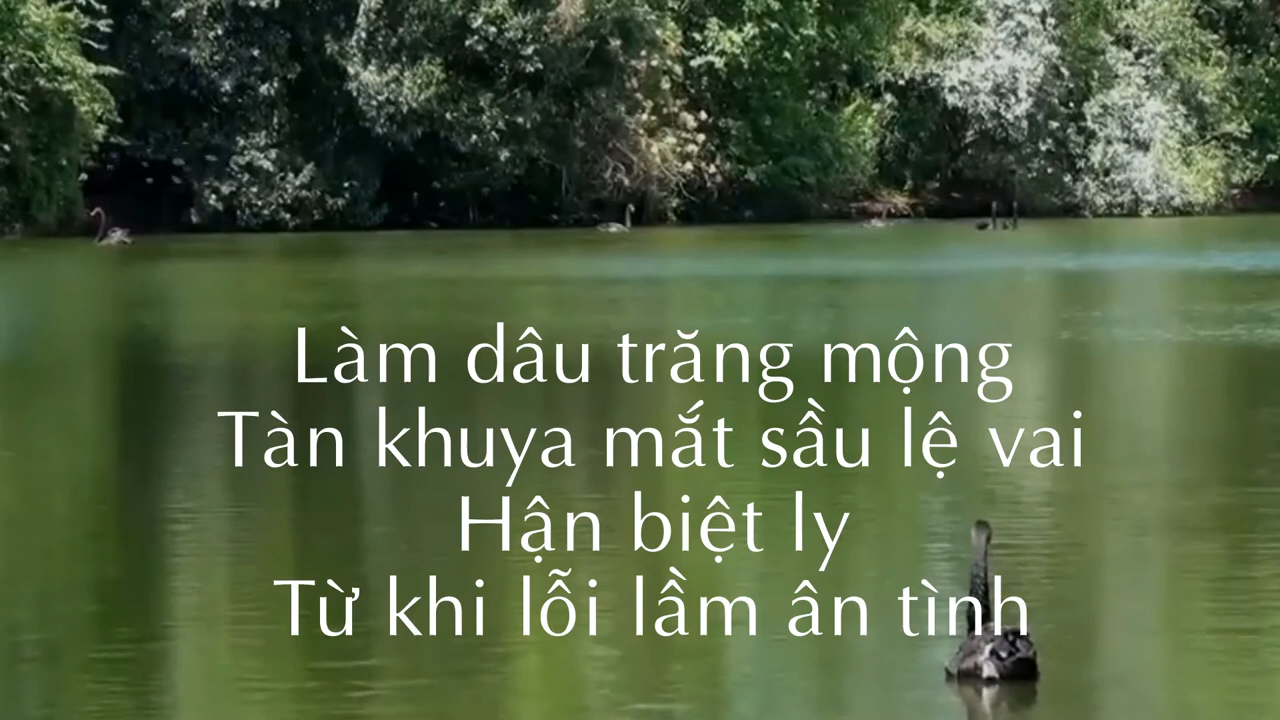 Làm dâu trăng mộng
Tàn khuya mắt sầu lệ vai
Hận biệt ly
Từ khi lỗi lầm ân tình